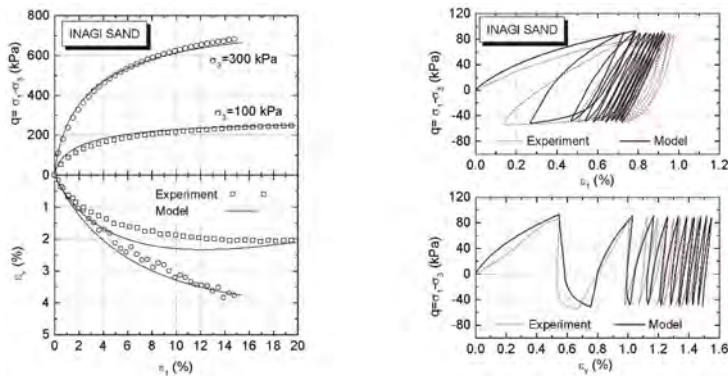 INAGI SAND
q= σ₁-σ₃ (kPa)
800
600
400
200
0
σ₃=300 kPa
σ₃=100 kPa
Experiment
Model
1
2
3
4
5
εᵥ (%)
0 2 4 6 8 10 12 14 16 18 20
ε₁ (%)
INAGI SAND
q= σ₁-σ₃ (kPa)
120
80
40
0
-40
-80
Experiment Model
0.0 0.2 0.4 0.6 0.8 1.0 1.2
ε₁ (%)
q= σ₁-σ₃ (kPa)
120
80
40
0
-40
-80
Experiment Model
0.0 0.2 0.4 0.6 0.8 1.0 1.2 1.4 1.6
εᵥ (%)